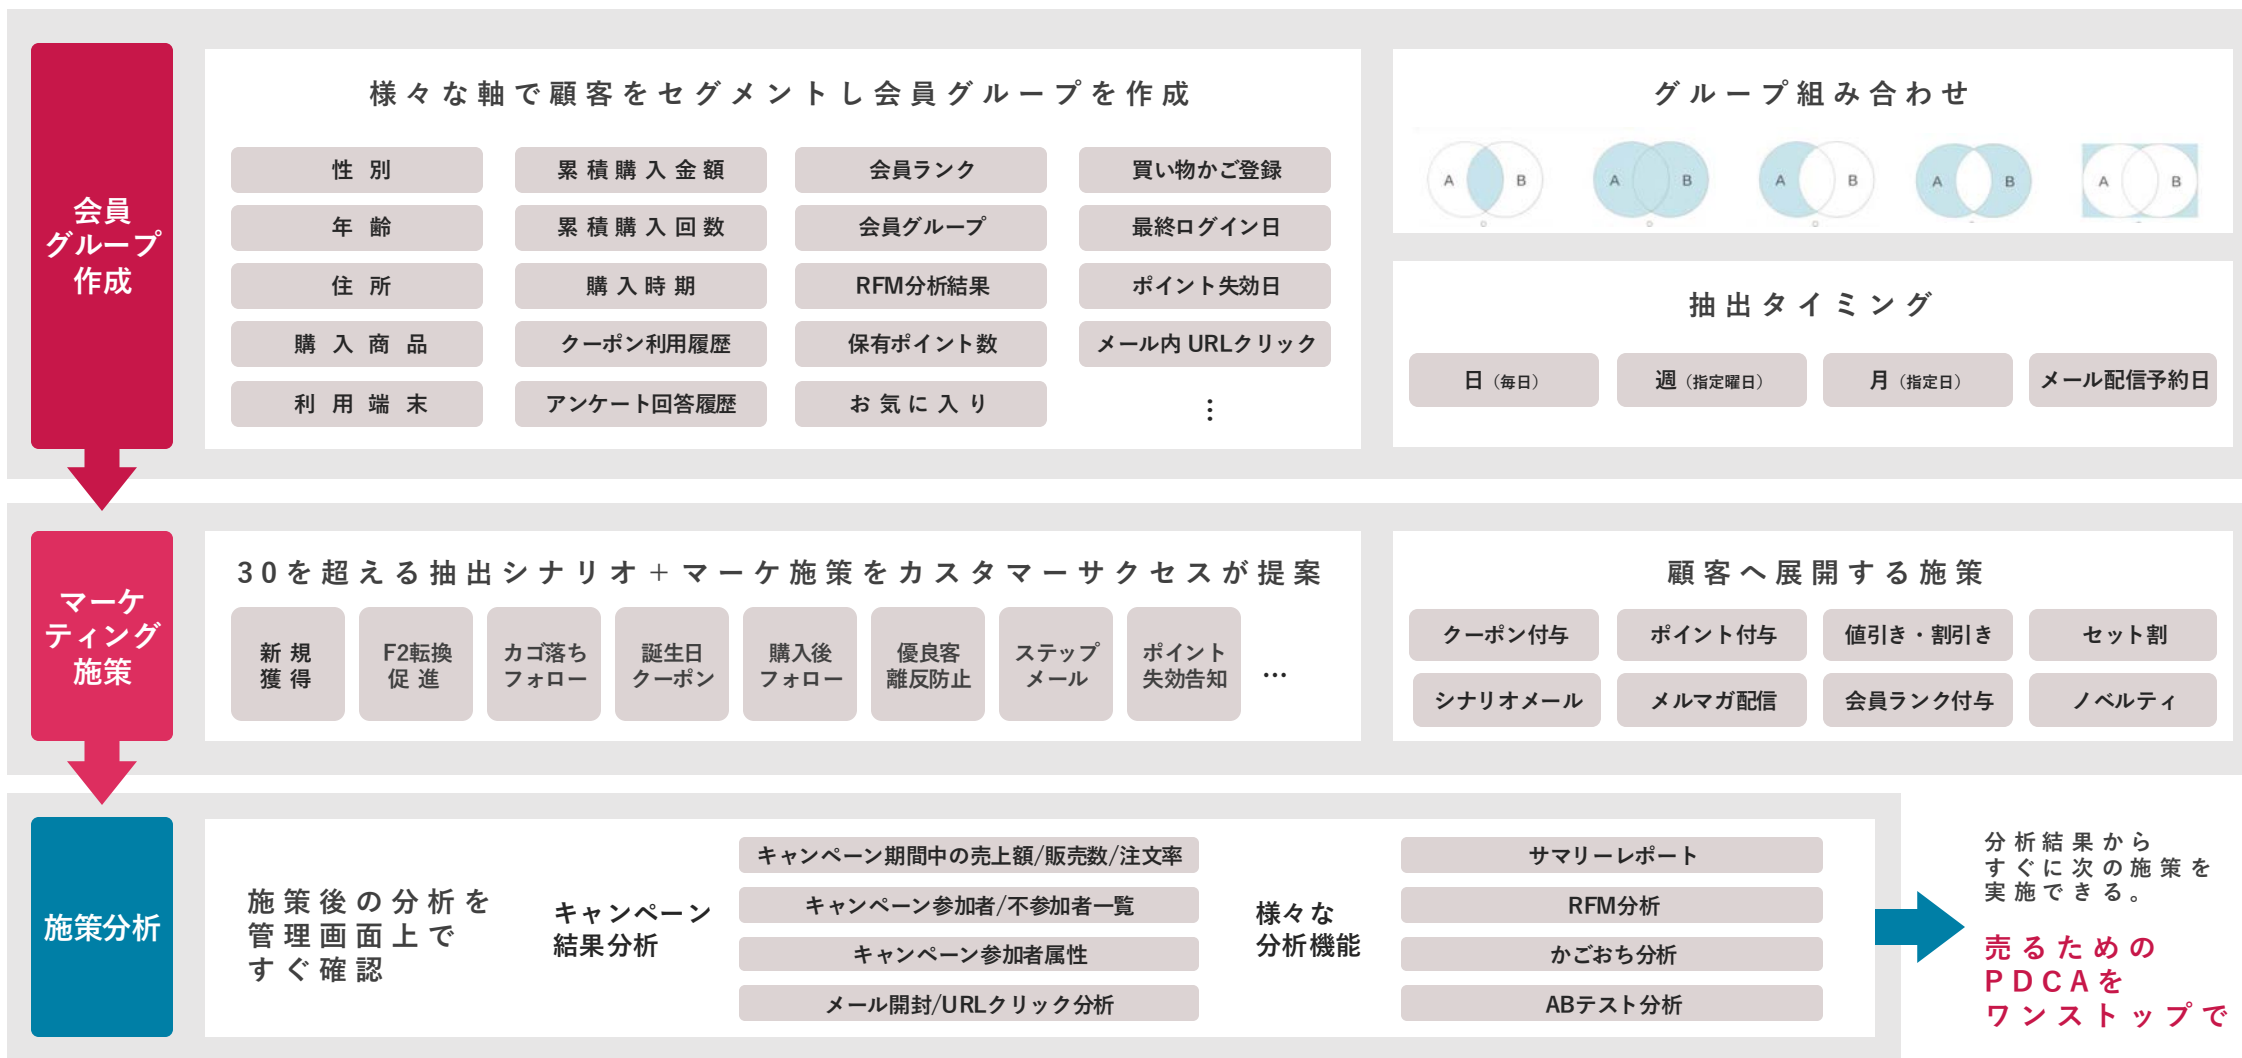 会員
グループ
作成
様々な軸で顧客をセグメントし会員グループを作成
性別
累積購入金額
会員ランク
買い物かご登録
年齢
累積購入回数
会員グループ
最終ログイン日
住所
購入時期
RFM分析結果
ポイント失効日
購入商品
クーポン利用履歴
保有ポイント数
メール内 URLクリック
利用端末
アンケート回答履歴
お気に入り
⋮
グループ組み合わせ
A B
A B
A B
A B
A B
抽出タイミング
日（毎日）
週（指定曜日）
月（指定日）
メール配信予約日
マーケ
ティング
施策
30を超える抽出シナリオ＋マーケ施策をカスタマーサクセスが提案
新規
獲得
F2転換
促進
カゴ落ち
フォロー
誕生日
クーポン
購入後
フォロー
優良客
離反防止
ステップ
メール
ポイント
失効告知
…
顧客へ展開する施策
クーポン付与
ポイント付与
値引き・割引き
セット割
シナリオメール
メルマガ配信
会員ランク付与
ノベルティ
施策分析
施策後の分析を
管理画面上で
すぐ確認
キャンペーン
結果分析
キャンペーン期間中の売上額/販売数/注文率
キャンペーン参加者/不参加者一覧
キャンペーン参加者属性
メール開封/URLクリック分析
様々な
分析機能
サマリーレポート
RFM分析
かごおち分析
ABテスト分析
分析結果から
すぐに次の施策を
実施できる。
売るための
PDCAを
ワンストップで